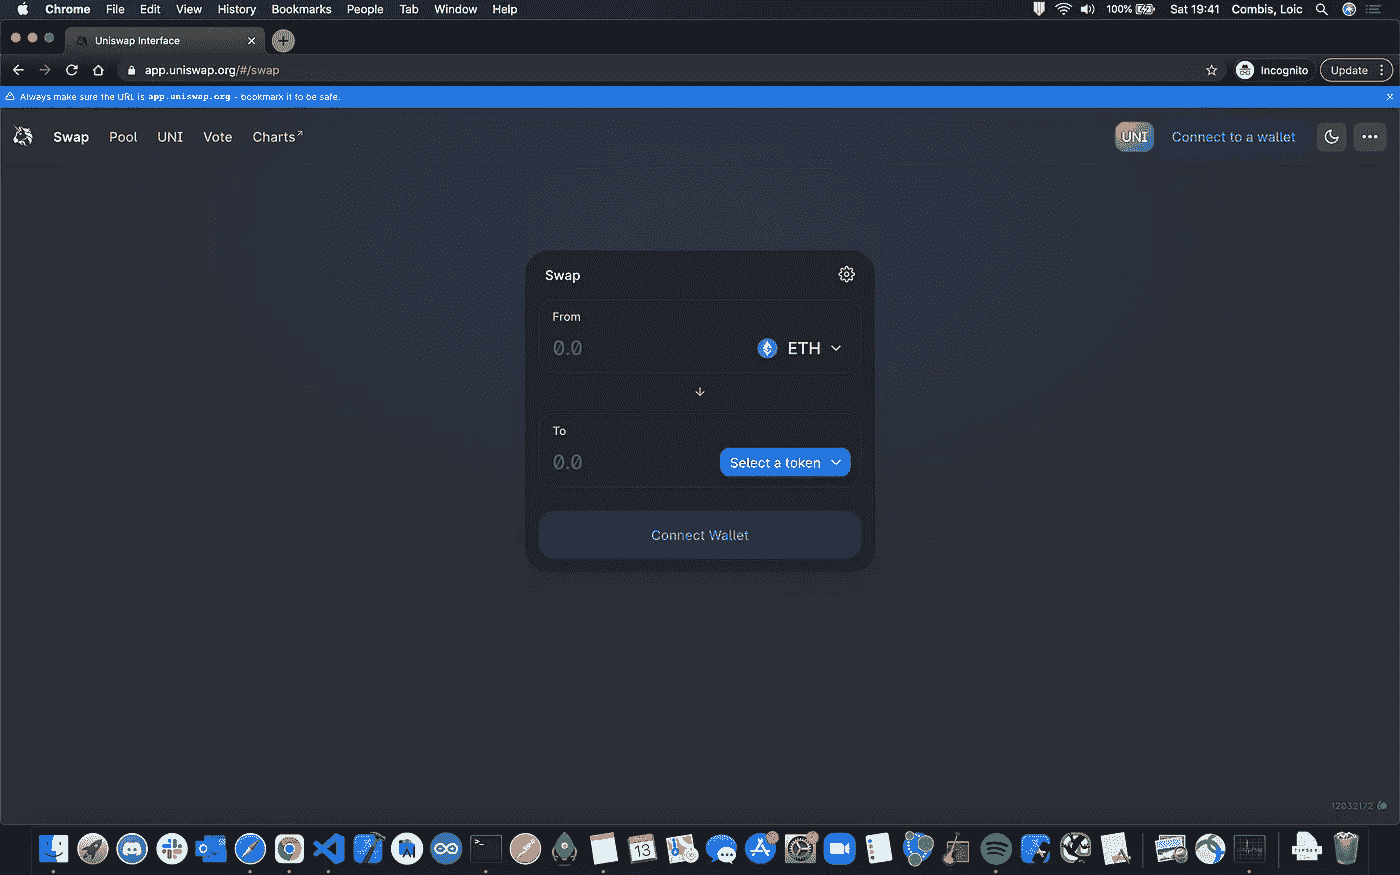 Chrome File Edit View History Bookmarks People Tab Window Help 100% Sat 19:41 Combis, Loic
Uniswap Interface
app.uniswap.org/#/swap Incognito Update
Always make sure the URL is app.uniswap.org - bookmark it to be safe.
Swap Pool UNI Vote Charts UNI Connect to a wallet
Swap
From
0.0 ETH
To
0.0 Select a token
Connect Wallet
12032172
13